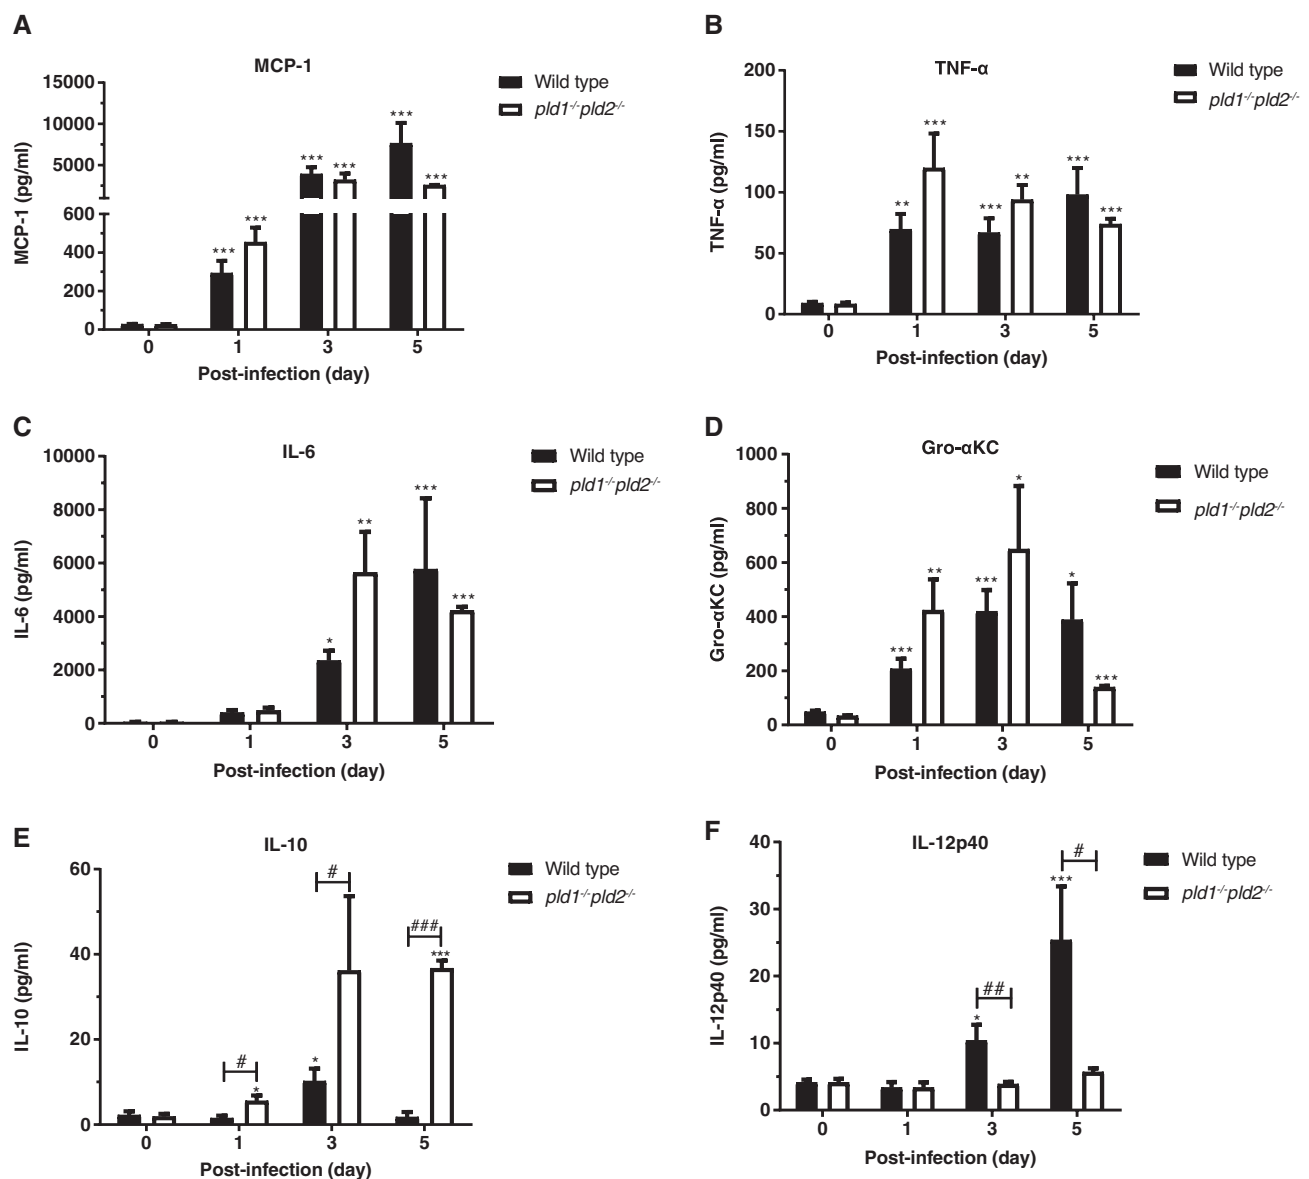 A
MCP-1
MCP-1 (pg/ml)
15000
10000
5000
600
400
200
0
*** *** *** *** *** ***
0 1 3 5
Post-infection (day)
Wild type
pld1-/-pld2-/-
B
TNF-α
TNF-α (pg/ml)
200
150
100
50
0
** *** *** ** *** ***
0 1 3 5
Post-infection (day)
Wild type
pld1-/-pld2-/-
C
IL-6
IL-6 (pg/ml)
10000
8000
6000
4000
2000
0
* ** *** ***
0 1 3 5
Post-infection (day)
Wild type
pld1-/-pld2-/-
D
Gro-αKC
Gro-αKC (pg/ml)
1000
800
600
400
200
0
*** ** *** * * ***
0 1 3 5
Post-infection (day)
Wild type
pld1-/-pld2-/-
E
IL-10
IL-10 (pg/ml)
60
40
20
0
# # ###
* * ***
0 1 3 5
Post-infection (day)
Wild type
pld1-/-pld2-/-
F
IL-12p40
IL-12p40 (pg/ml)
40
30
20
10
0
## #
* ***
0 1 3 5
Post-infection (day)
Wild type
pld1-/-pld2-/-